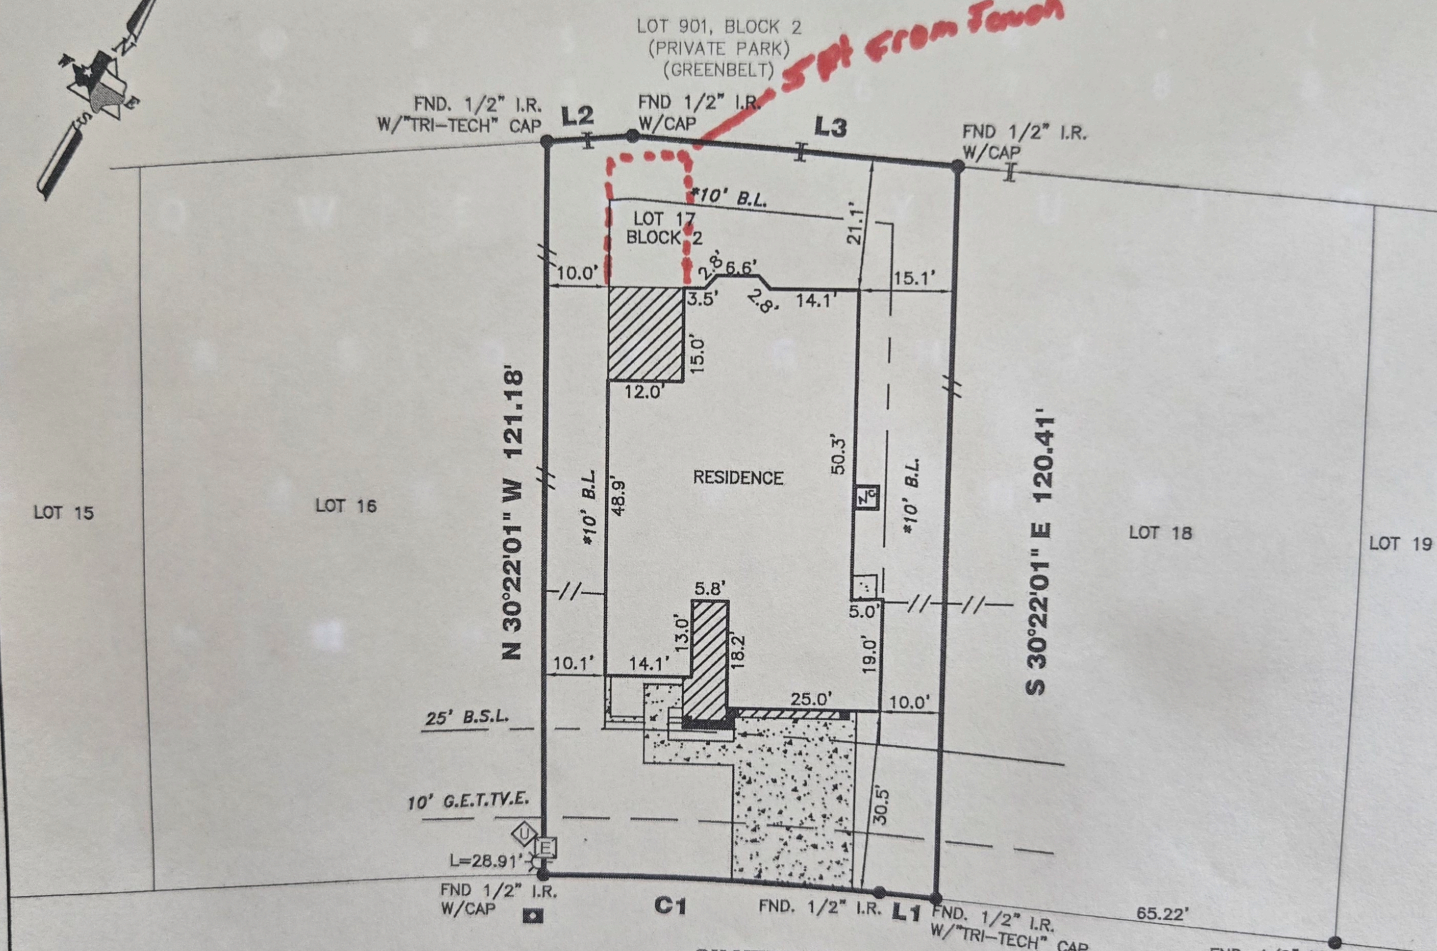 LOT 901, BLOCK 2
(PRIVATE PARK)
(GREENBELT)
5 ft From
N
W
E
S
FND. 1/2" I.R.
W/"TRI-TECH" CAP
L2
FND 1/2" I.R.
W/CAP
L3
FND 1/2" I.R.
W/CAP
*10' B.L.
LOT 17
BLOCK 2
21.1'
10.0'
2.8'
6.6'
3.5'
2.8'
14.1'
15.1'
15.0'
12.0'
N 30°22'01" W 121.18'
*10' B.L.
48.9'
RESIDENCE
50.3'
*10' B.L.
S 30°22'01" E 120.41'
LOT 15
LOT 16
LOT 18
LOT 19
5.8'
5.0'
13.0'
18.2'
19.0'
10.1'
14.1'
25.0'
10.0'
25' B.S.L.
10' G.E.T.TV.E.
30.5'
U
E
L=28.91'
FND 1/2" I.R.
W/CAP
C1
FND. 1/2" I.R.
L1
FND. 1/2" I.R.
W/"TRI-TECH" CAP
65.22'